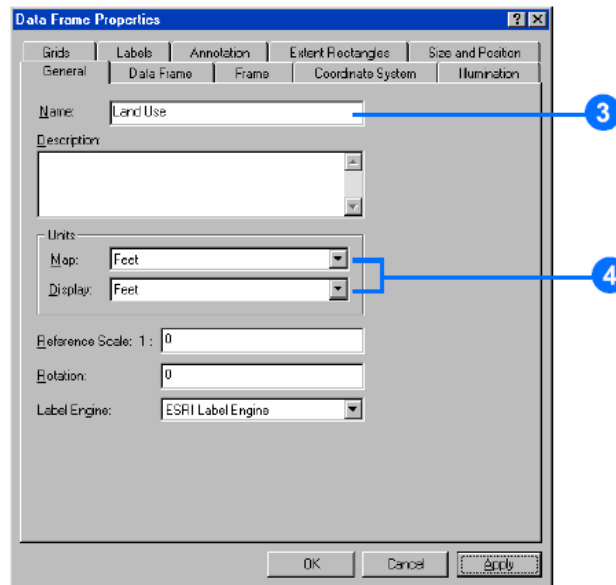 Data Frame Properties
Grids Labels Annotation Extent Rectangles Size and Position
General Data Frame Frame Coordinate System Illumination
Name: Land Use
3
Description:
Units
Map: Feet
Display: Feet
4
Reference Scale: 1 : 0
Rotation: 0
Label Engine: ESRI Label Engine
OK Cancel Apply